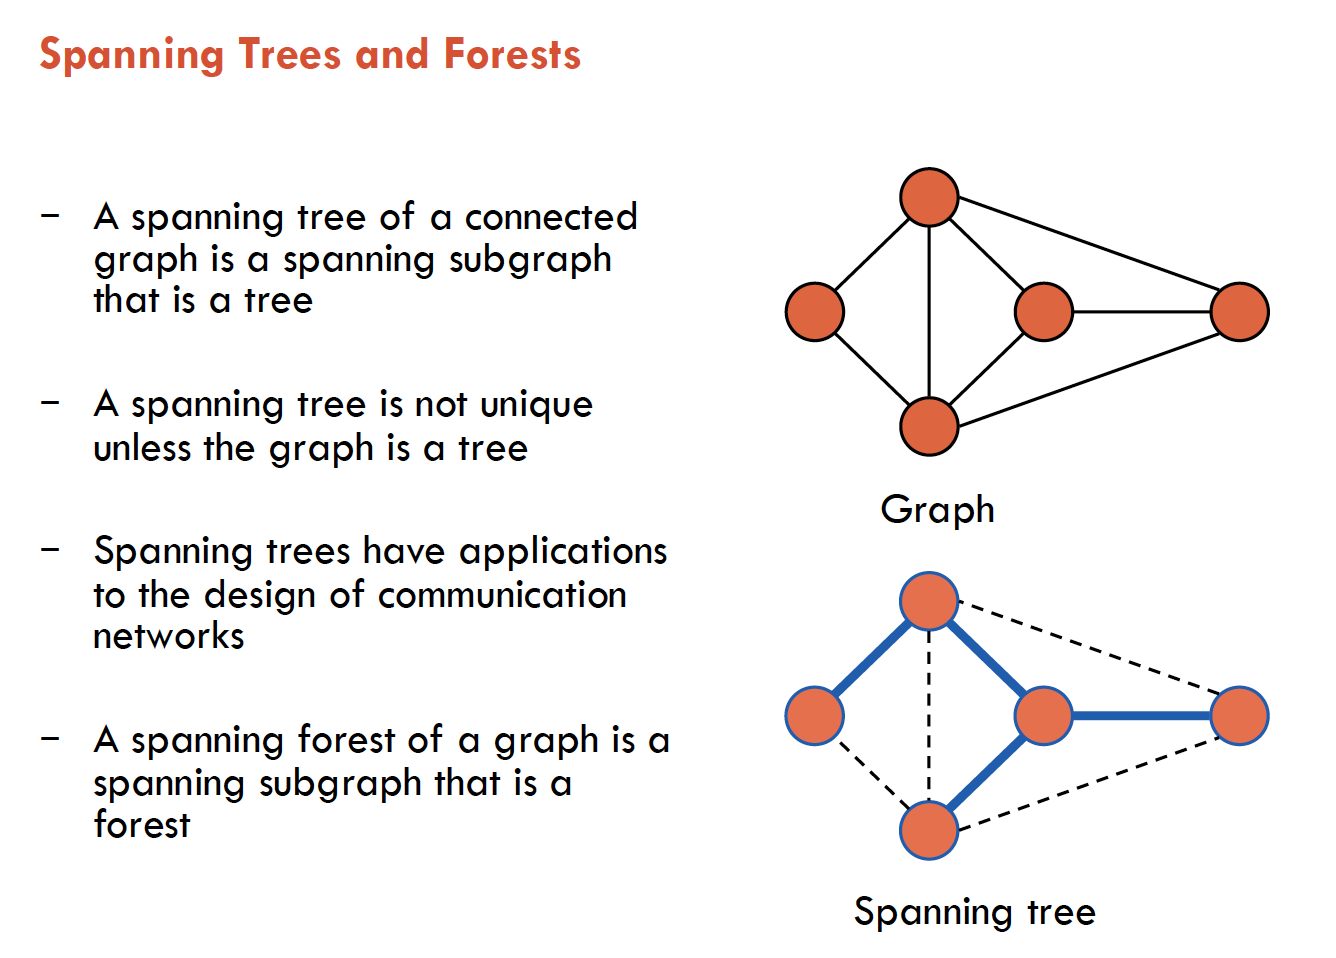 Spanning Trees and Forests
– A spanning tree of a connected
graph is a spanning subgraph
that is a tree
– A spanning tree is not unique
unless the graph is a tree
– Spanning trees have applications
to the design of communication
networks
– A spanning forest of a graph is a
spanning subgraph that is a
forest
Graph
Spanning tree